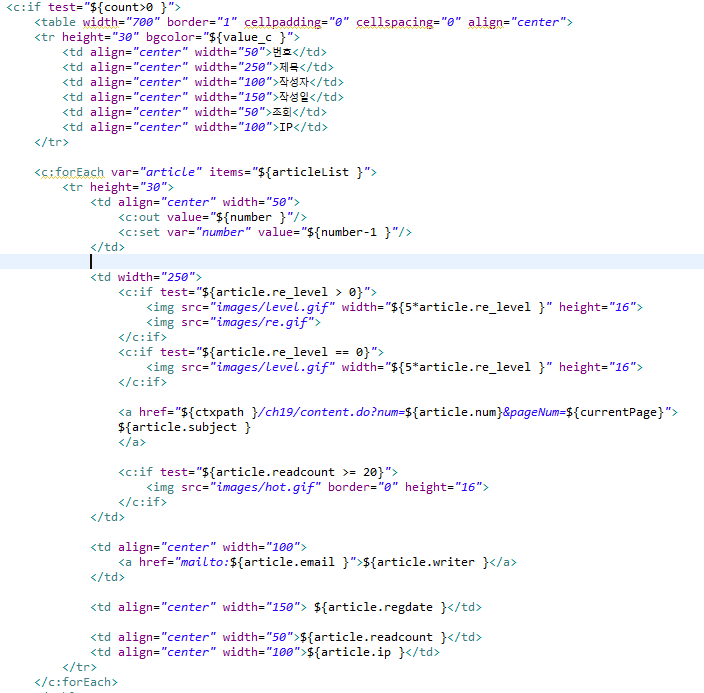 <c:if test="${count>0 }">
    <table width="700" border="1" cellpadding="0" cellspacing="0" align="center">
    <tr height="30" bgcolor="${value_c }">
        <td align="center" width="50">번호</td>
        <td align="center" width="250">제목</td>
        <td align="center" width="100">작성자</td>
        <td align="center" width="150">작성일</td>
        <td align="center" width="50">조회</td>
        <td align="center" width="100">IP</td>
    </tr>

    <c:forEach var="article" items="${articleList }">
        <tr height="30">
            <td align="center" width="50">
                <c:out value="${number }"/>
                <c:set var="number" value="${number-1 }"/>
            </td>

            <td width="250">
                <c:if test="${article.re_level > 0}">
                    <img src="images/level.gif" width="${5*article.re_level }" height="16">
                    <img src="images/re.gif">
                </c:if>
                <c:if test="${article.re_level == 0}">
                    <img src="images/level.gif" width="${5*article.re_level }" height="16">
                </c:if>

                <a href="${ctxpath }/ch19/content.do?num=${article.num}&pageNum=${currentPage}">
                ${article.subject }
                </a>

                <c:if test="${article.readcount >= 20}">
                    <img src="images/hot.gif" border="0" height="16">
                </c:if>
            </td>

            <td align="center" width="100">
                <a href="mailto:${article.email }">${article.writer }</a>
            </td>

            <td align="center" width="150"> ${article.regdate }</td>

            <td align="center" width="50">${article.readcount }</td>
            <td align="center" width="100">${article.ip }</td>
        </tr>
    </c:forEach>